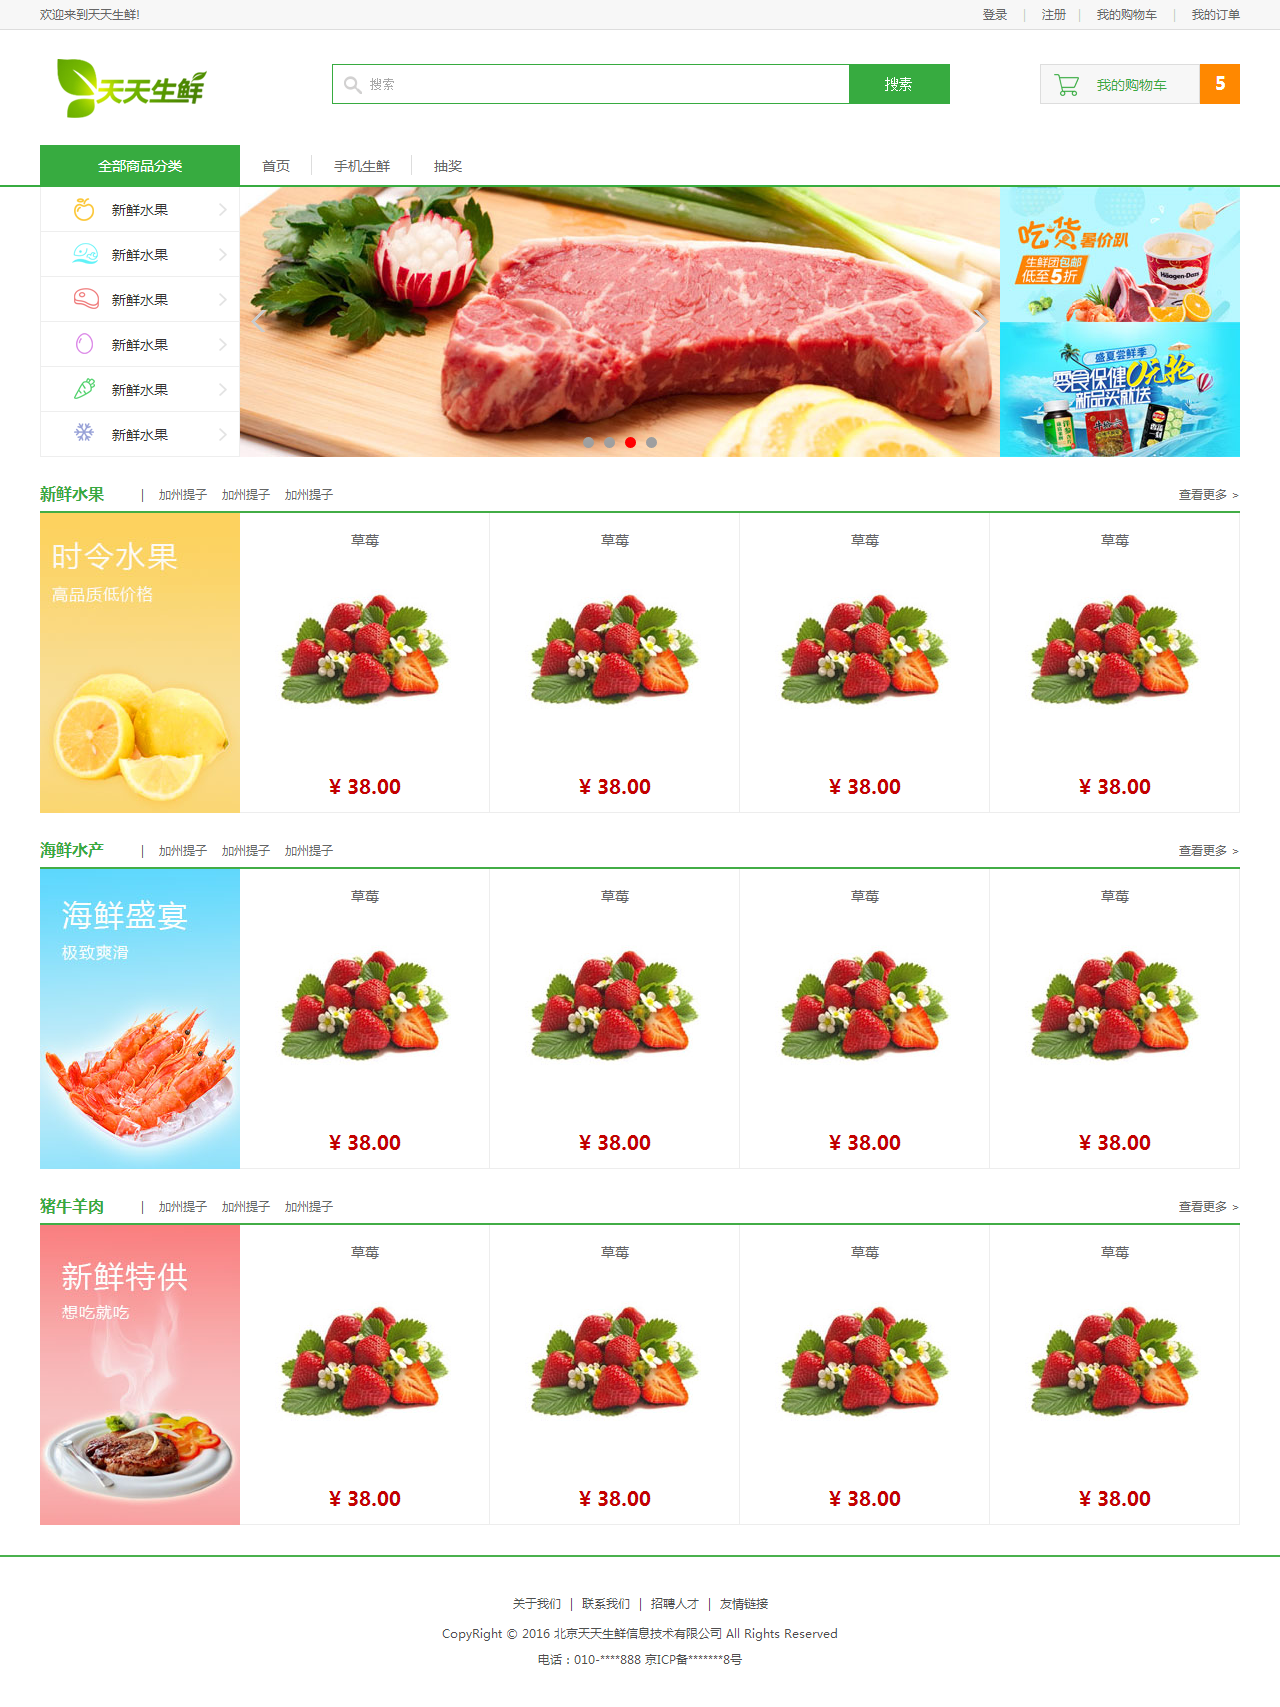 欢迎来到天天生鲜!
登录 | 注册 | 我的购物车 | 我的订单
天天生鲜
搜索
搜素
我的购物车 5
全部商品分类 首页 手机生鲜 抽奖
新鲜水果
新鲜水果
新鲜水果
新鲜水果
新鲜水果
新鲜水果
吃货暑价趴
生鲜团包邮
低至5折
Häagen-Dazs
盛夏尝鲜季
零食保健0元抢
新品买就送
新鲜水果 | 加州提子 加州提子 加州提子 查看更多 >
时令水果
高品质低价格
草莓 草莓 草莓 草莓
¥ 38.00 ¥ 38.00 ¥ 38.00 ¥ 38.00
海鲜水产 | 加州提子 加州提子 加州提子 查看更多 >
海鲜盛宴
极致爽滑
草莓 草莓 草莓 草莓
¥ 38.00 ¥ 38.00 ¥ 38.00 ¥ 38.00
猪牛羊肉 | 加州提子 加州提子 加州提子 查看更多 >
新鲜特供
想吃就吃
草莓 草莓 草莓 草莓
¥ 38.00 ¥ 38.00 ¥ 38.00 ¥ 38.00
关于我们 | 联系我们 | 招聘人才 | 友情链接
CopyRight © 2016 北京天天生鲜信息技术有限公司 All Rights Reserved
电话：010-****888 京ICP备*******8号